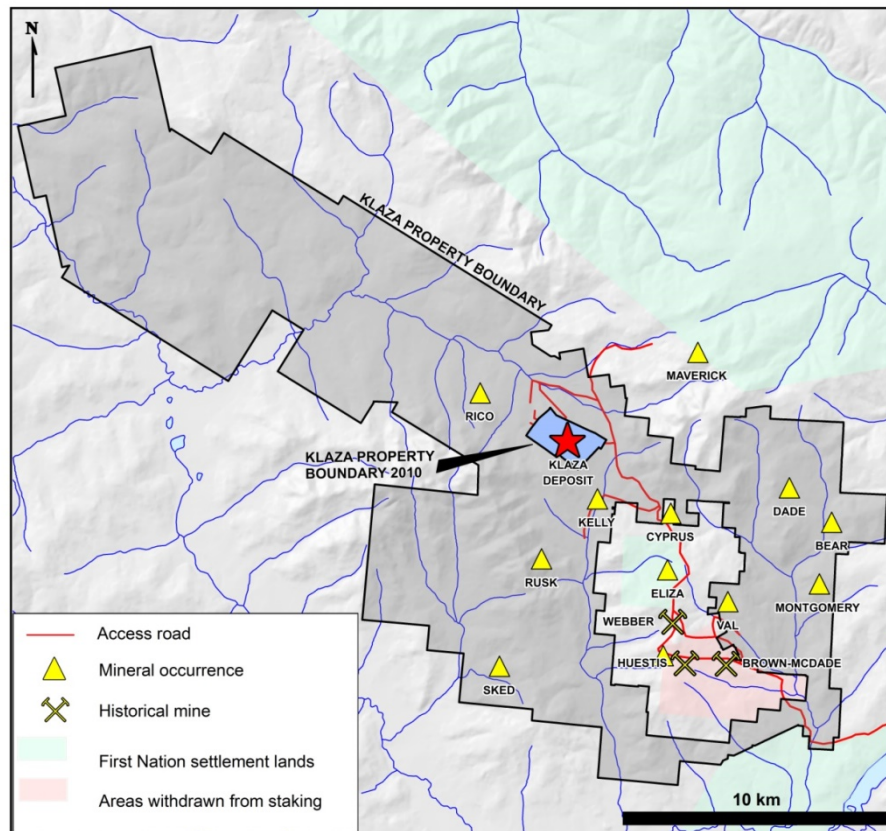 N
KLAZA PROPERTY BOUNDARY
MAVERICK
RICO
KLAZA PROPERTY
BOUNDARY 2010
KLAZA
DEPOSIT
DADE
KELLY
CYPRUS
BEAR
RUSK
ELIZA
MONTGOMERY
WEBBER
VAL
HUESTIS
BROWN-MCDADE
SKED
Access road
Mineral occurrence
Historical mine
First Nation settlement lands
Areas withdrawn from staking
10 km